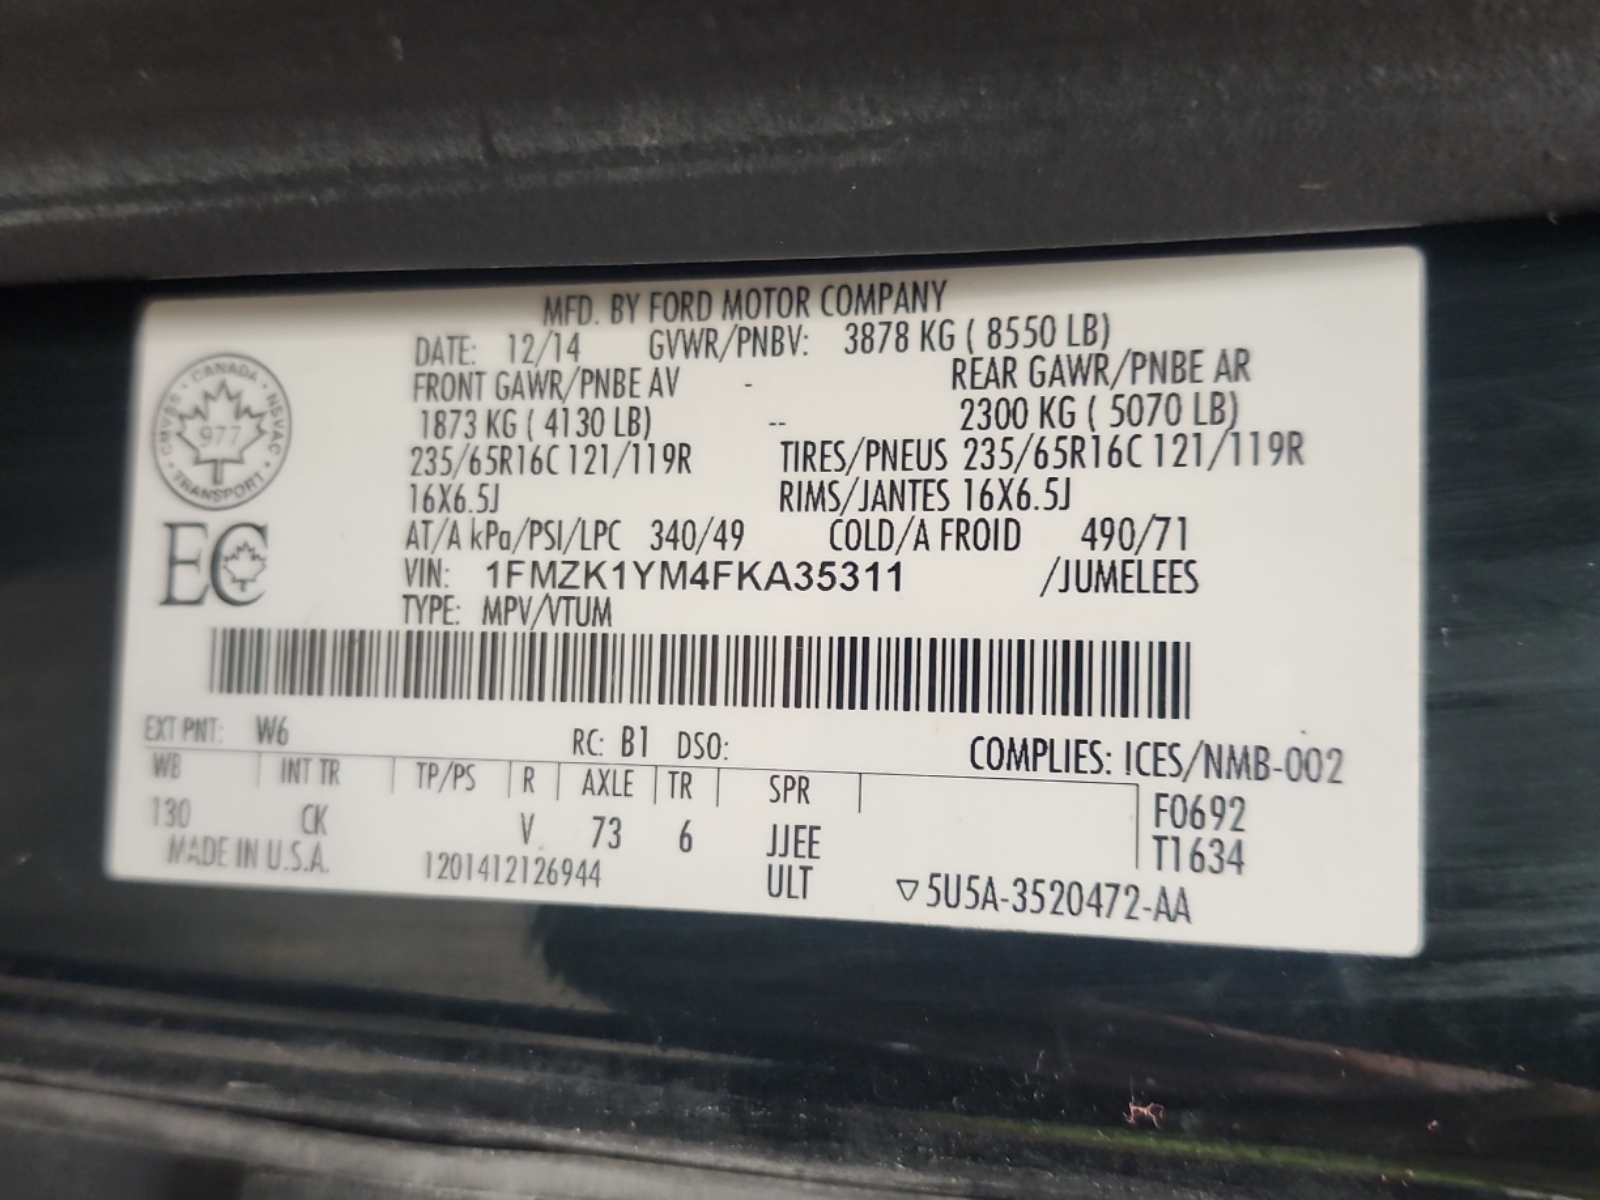 MFD. BY FORD MOTOR COMPANY
DATE: 12/14 GVWR/PNBV: 3878 KG ( 8550 LB)
FRONT GAWR/PNBE AV - REAR GAWR/PNBE AR
1873 KG ( 4130 LB) -- 2300 KG ( 5070 LB)
235/65R16C 121/119R TIRES/PNEUS 235/65R16C 121/119R
16X6.5J RIMS/JANTES 16X6.5J
AT/A kPa/PSI/LPC 340/49 COLD/A FROID 490/71
VIN: 1FMZK1YM4FKA35311 /JUMELEES
TYPE: MPV/VTUM
CANADA
CMVSS NSVAC
977
TRANSPORT
EC
EXT PNT: W6 RC: B1 DSO: COMPLIES: ICES/NMB-002
WB INT TR TP/PS R AXLE TR SPR F0692
130 CK V 73 6 JJEE T1634
MADE IN U.S.A. 1201412126944 ULT ▽5U5A-3520472-AA